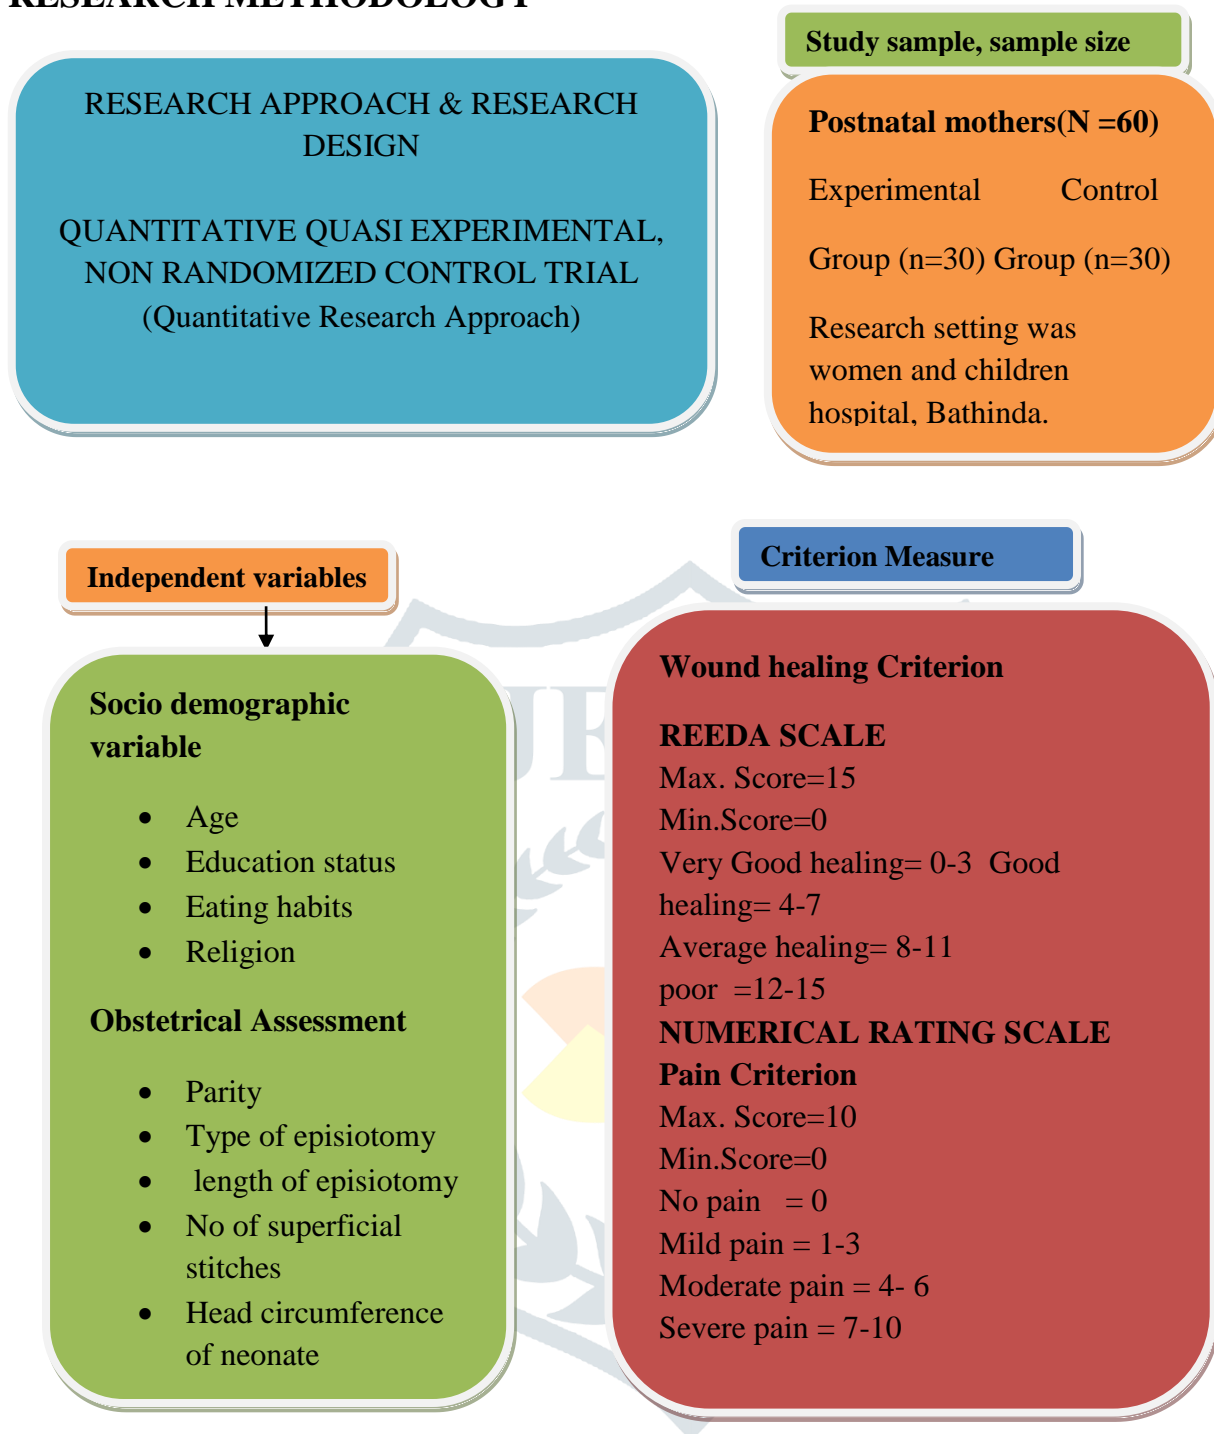 RESEARCH METHODOLOGY
Study sample, sample size
RESEARCH APPROACH & RESEARCH
DESIGN
QUANTITATIVE QUASI EXPERIMENTAL,
NON RANDOMIZED CONTROL TRIAL
(Quantitative Research Approach)
Postnatal mothers(N =60)
Experimental Control
Group (n=30) Group (n=30)
Research setting was
women and children
hospital, Bathinda.
Independent variables
Socio demographic
variable
• Age
• Education status
• Eating habits
• Religion
Obstetrical Assessment
• Parity
• Type of episiotomy
• length of episiotomy
• No of superficial
stitches
• Head circumference
of neonate
Criterion Measure
Wound healing Criterion
REEDA SCALE
Max. Score=15
Min.Score=0
Very Good healing= 0-3 Good
healing= 4-7
Average healing= 8-11
poor =12-15
NUMERICAL RATING SCALE
Pain Criterion
Max. Score=10
Min.Score=0
No pain = 0
Mild pain = 1-3
Moderate pain = 4- 6
Severe pain = 7-10